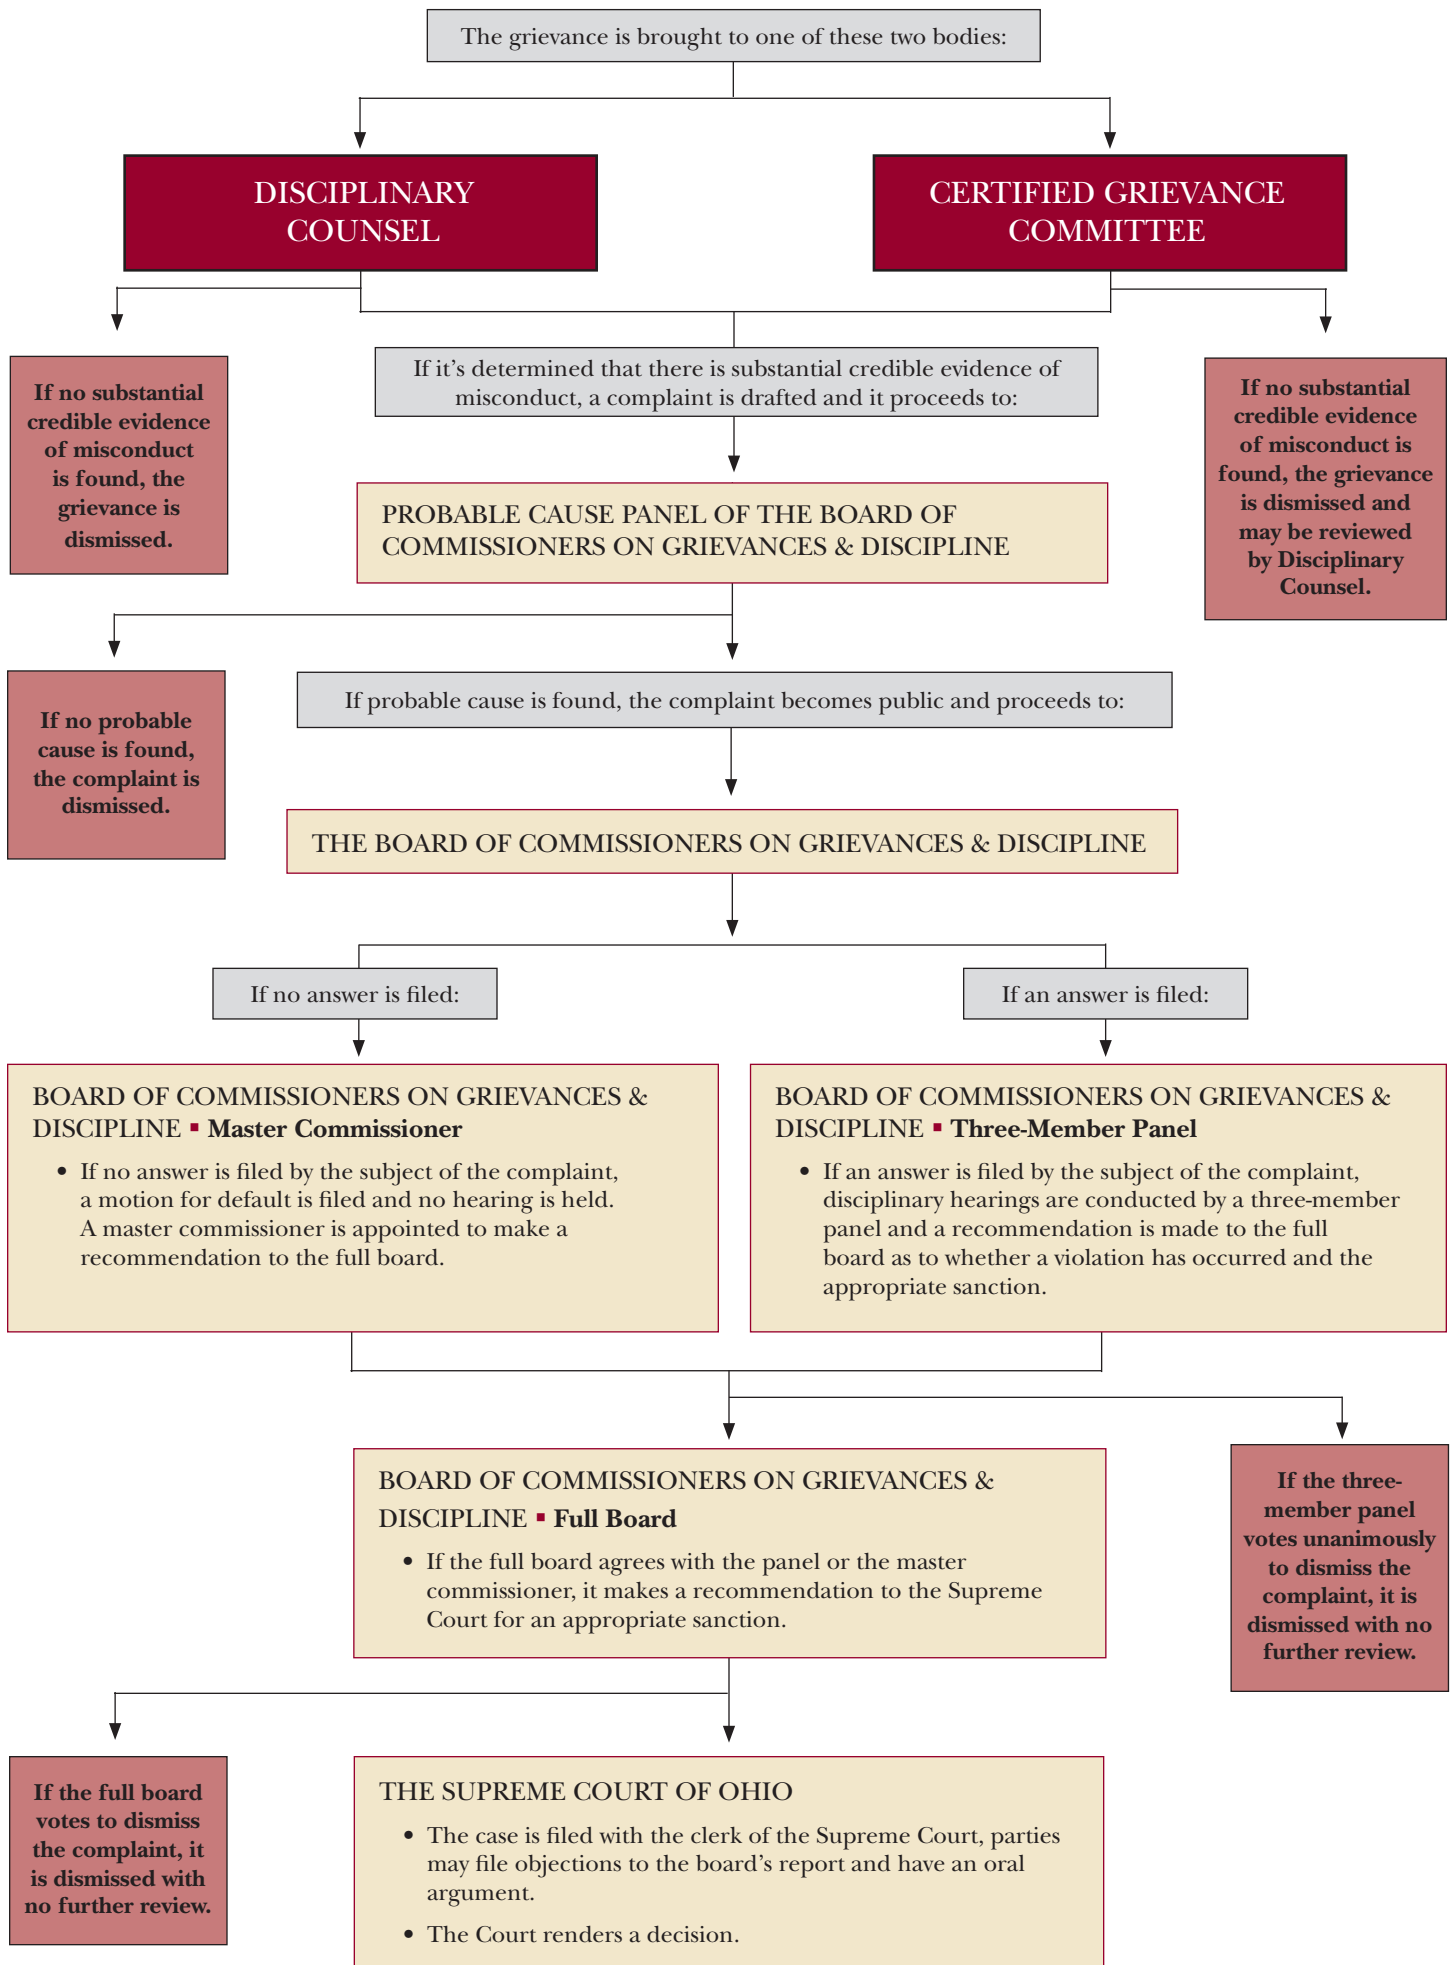 The grievance is brought to one of these two bodies:
DISCIPLINARY
COUNSEL
CERTIFIED GRIEVANCE
COMMITTEE
If no substantial
credible evidence
of misconduct
is found, the
grievance is
dismissed.
If it’s determined that there is substantial credible evidence of
misconduct, a complaint is drafted and it proceeds to:
If no substantial
credible evidence
of misconduct is
found, the grievance
is dismissed and
may be reviewed
by Disciplinary
Counsel.
PROBABLE CAUSE PANEL OF THE BOARD OF
COMMISSIONERS ON GRIEVANCES & DISCIPLINE
If no probable
cause is found,
the complaint is
dismissed.
If probable cause is found, the complaint becomes public and proceeds to:
THE BOARD OF COMMISSIONERS ON GRIEVANCES & DISCIPLINE
If no answer is filed:
If an answer is filed:
BOARD OF COMMISSIONERS ON GRIEVANCES &
DISCIPLINE ▪ Master Commissioner
• If no answer is filed by the subject of the complaint,
a motion for default is filed and no hearing is held.
A master commissioner is appointed to make a
recommendation to the full board.
BOARD OF COMMISSIONERS ON GRIEVANCES &
DISCIPLINE ▪ Three-Member Panel
• If an answer is filed by the subject of the complaint,
disciplinary hearings are conducted by a three-member
panel and a recommendation is made to the full
board as to whether a violation has occurred and the
appropriate sanction.
BOARD OF COMMISSIONERS ON GRIEVANCES &
DISCIPLINE ▪ Full Board
• If the full board agrees with the panel or the master
commissioner, it makes a recommendation to the Supreme
Court for an appropriate sanction.
If the three-
member panel
votes unanimously
to dismiss the
complaint, it is
dismissed with no
further review.
If the full board
votes to dismiss
the complaint, it
is dismissed with
no further review.
THE SUPREME COURT OF OHIO
• The case is filed with the clerk of the Supreme Court, parties
may file objections to the board’s report and have an oral
argument.
• The Court renders a decision.